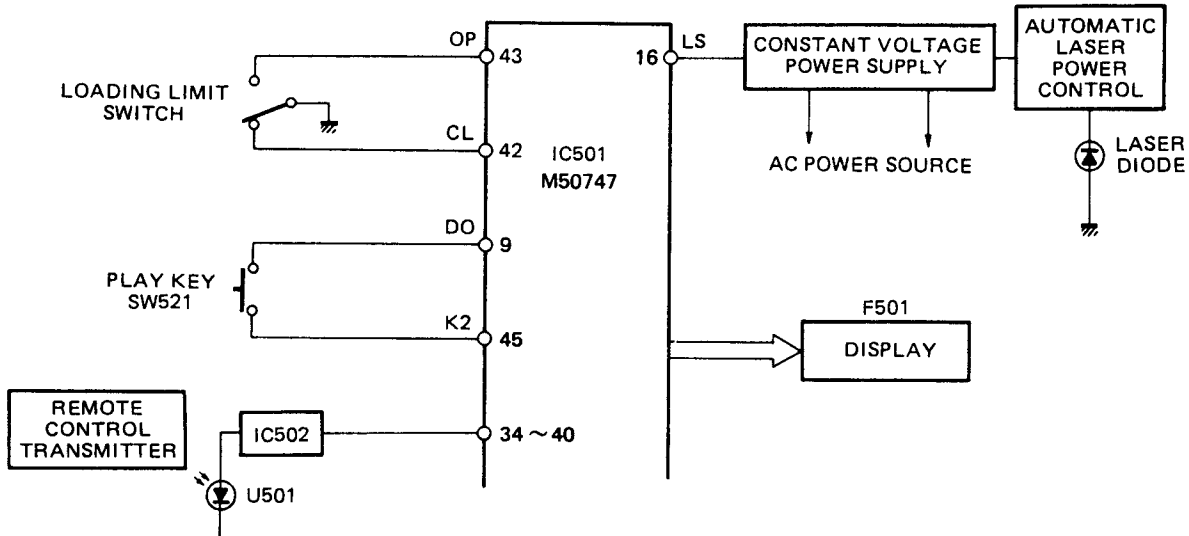 OP
43
LOADING LIMIT
SWITCH
CL
42
IC501
M50747
16
LS
CONSTANT VOLTAGE
POWER SUPPLY
AUTOMATIC
LASER
POWER
CONTROL
AC POWER SOURCE
LASER
DIODE
DO
9
PLAY KEY
SW521
K2
45
F501
DISPLAY
REMOTE
CONTROL
TRANSMITTER
IC502
34 ~ 40
U501